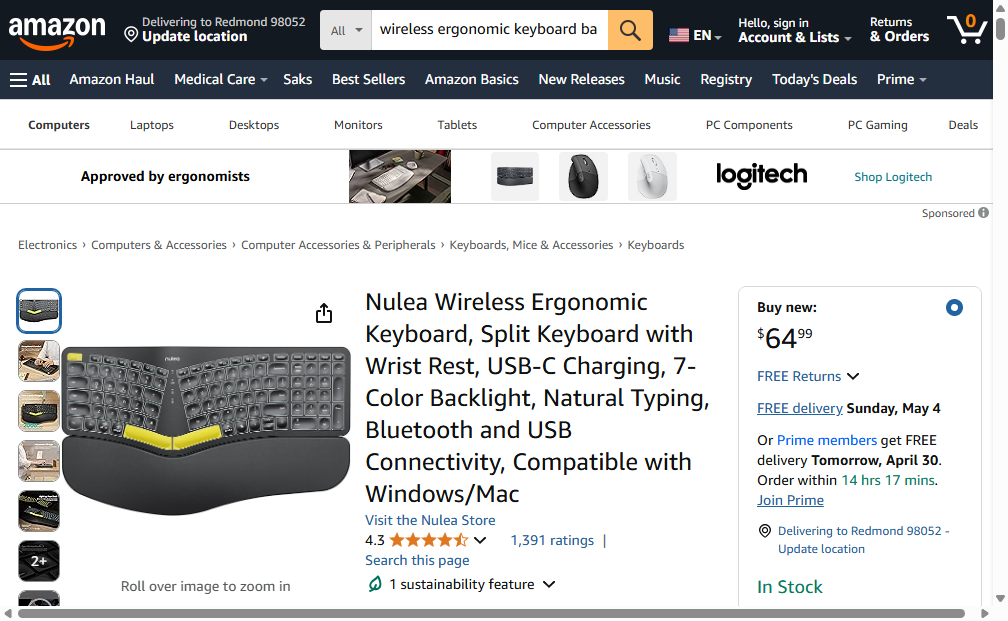 amazon
Delivering to Redmond 98052
Update location
All
wireless ergonomic keyboard ba
EN
Hello, sign in
Account & Lists
Returns
& Orders
0
All
Amazon Haul
Medical Care
Saks
Best Sellers
Amazon Basics
New Releases
Music
Registry
Today's Deals
Prime
Computers
Laptops
Desktops
Monitors
Tablets
Computer Accessories
PC Components
PC Gaming
Deals
Approved by ergonomists
logitech
Shop Logitech
Sponsored
Electronics › Computers & Accessories › Computer Accessories & Peripherals › Keyboards, Mice & Accessories › Keyboards
2+
nulea
Roll over image to zoom in
Nulea Wireless Ergonomic
Keyboard, Split Keyboard with
Wrist Rest, USB-C Charging, 7-
Color Backlight, Natural Typing,
Bluetooth and USB
Connectivity, Compatible with
Windows/Mac
Visit the Nulea Store
4.3
1,391 ratings |
Search this page
1 sustainability feature
Buy new:
$64 99
FREE Returns
FREE delivery Sunday, May 4
Or Prime members get FREE
delivery Tomorrow, April 30.
Order within 14 hrs 17 mins.
Join Prime
Delivering to Redmond 98052 -
Update location
In Stock